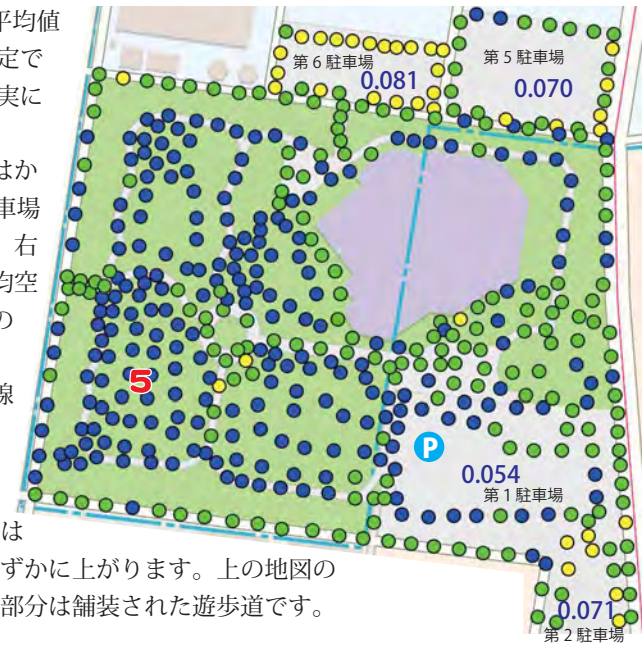 平均値
定で
実に
はか
車場
右
均空
の
線
は
ずかに上がります。上の地図の
部分は舗装された遊歩道です。
第6駐車場
0.081
第5駐車場
0.070
5
P
0.054
第1駐車場
0.071
第2駐車場